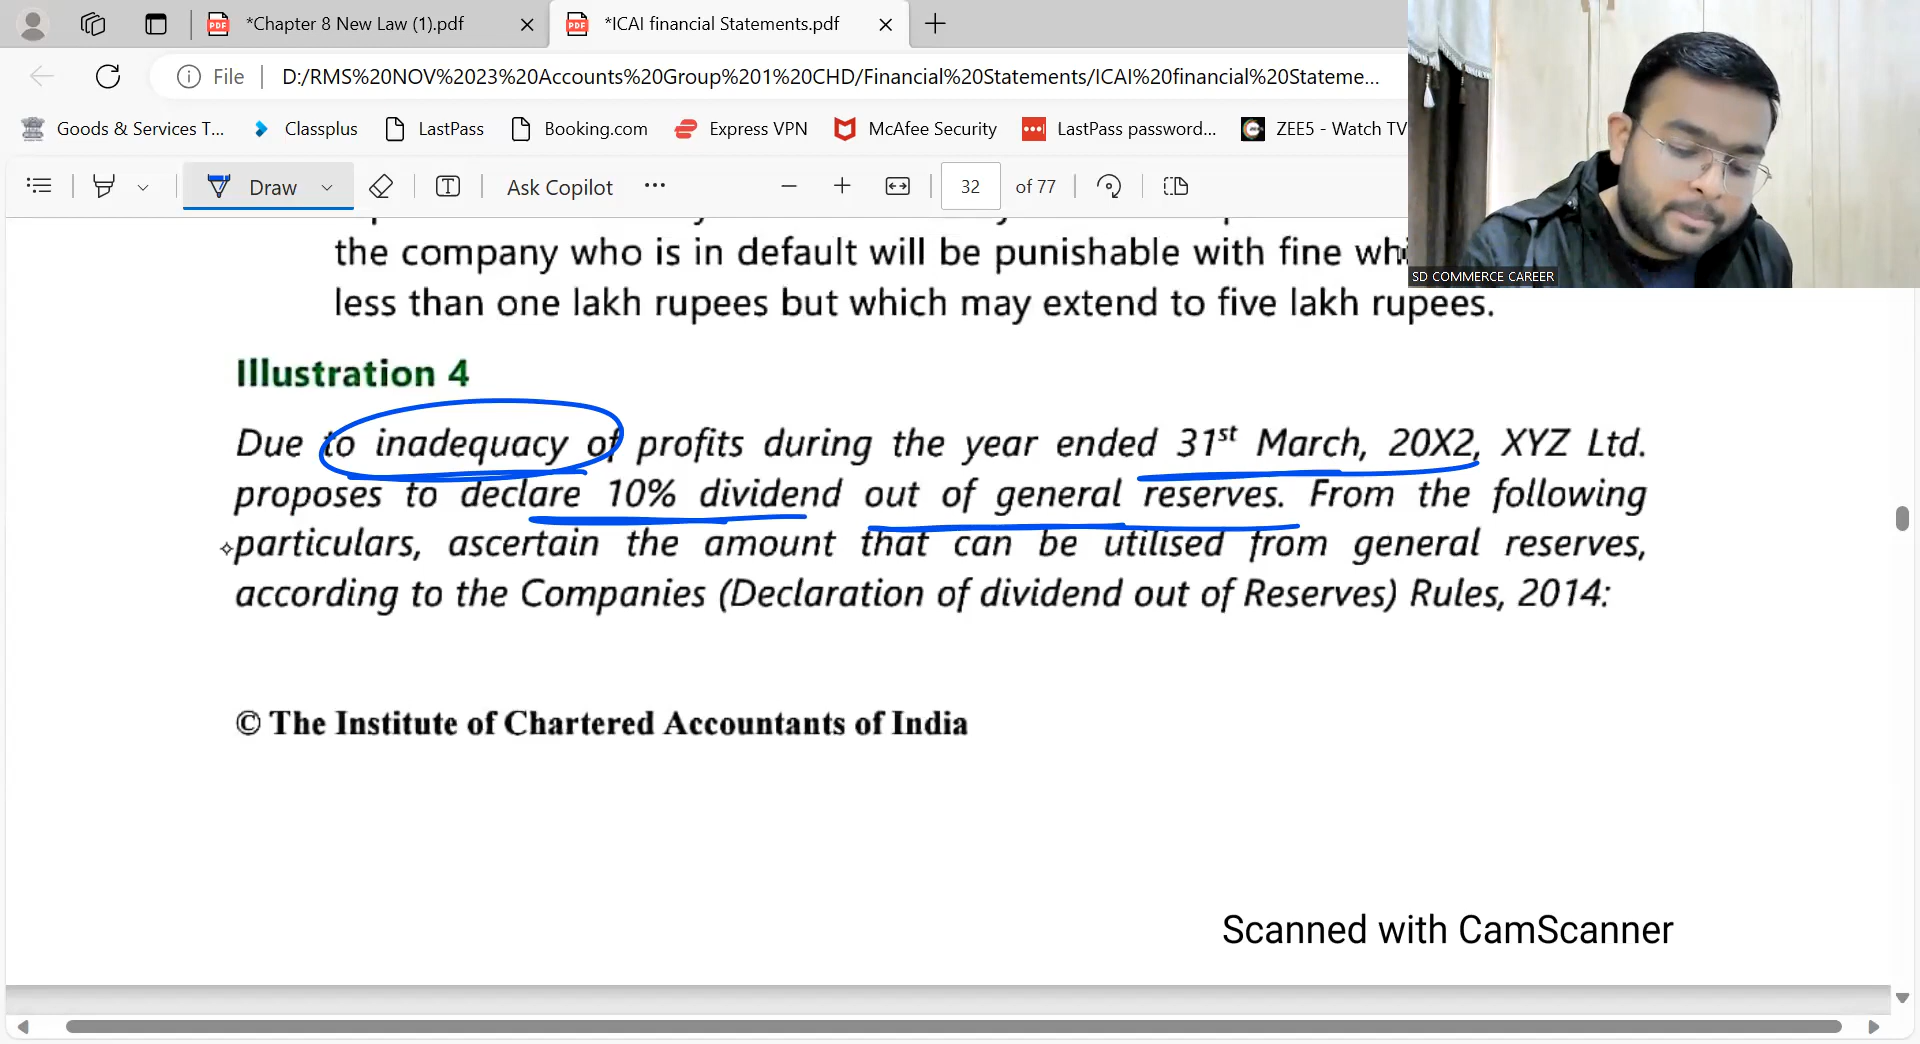 *Chapter 8 New Law (1).pdf
*ICAI financial Statements.pdf
File
D:/RMS%20NOV%2023%20Accounts%20Group%201%20CHD/Financial%20Statements/ICAI%20financial%20Stateme...
Goods & Services T...
Classplus
LastPass
Booking.com
Express VPN
McAfee Security
LastPass password...
ZEE5 - Watch TV
Draw
Ask Copilot
32
of 77
SD COMMERCE CAREER
the company who is in default will be punishable with fine
less than one lakh rupees but which may extend to five lakh rupees.
Illustration 4
Due to inadequacy of profits during the year ended 31st March, 20X2, XYZ Ltd.
proposes to declare 10% dividend out of general reserves. From the following
particulars, ascertain the amount that can be utilised from general reserves,
according to the Companies (Declaration of dividend out of Reserves) Rules, 2014:
© The Institute of Chartered Accountants of India
Scanned with CamScanner